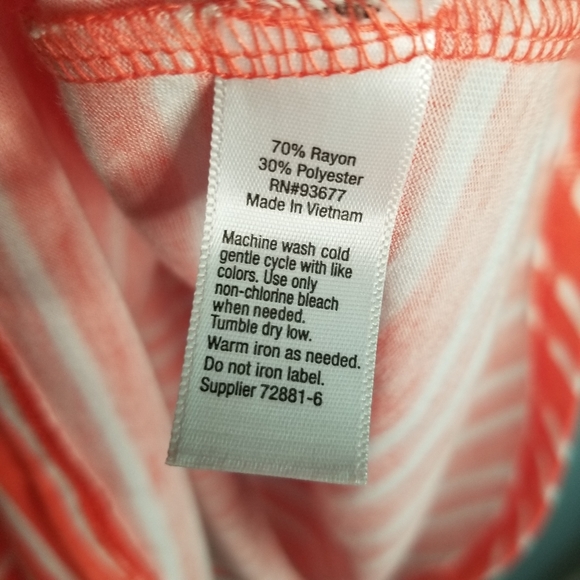 70% Rayon
30% Polyester
RN#93677
Made In Vietnam
Machine wash cold
gentle cycle with like
colors. Use only
non-chlorine bleach
when needed.
Tumble dry low.
Warm iron as needed.
Do not iron label.
Supplier 72881-6